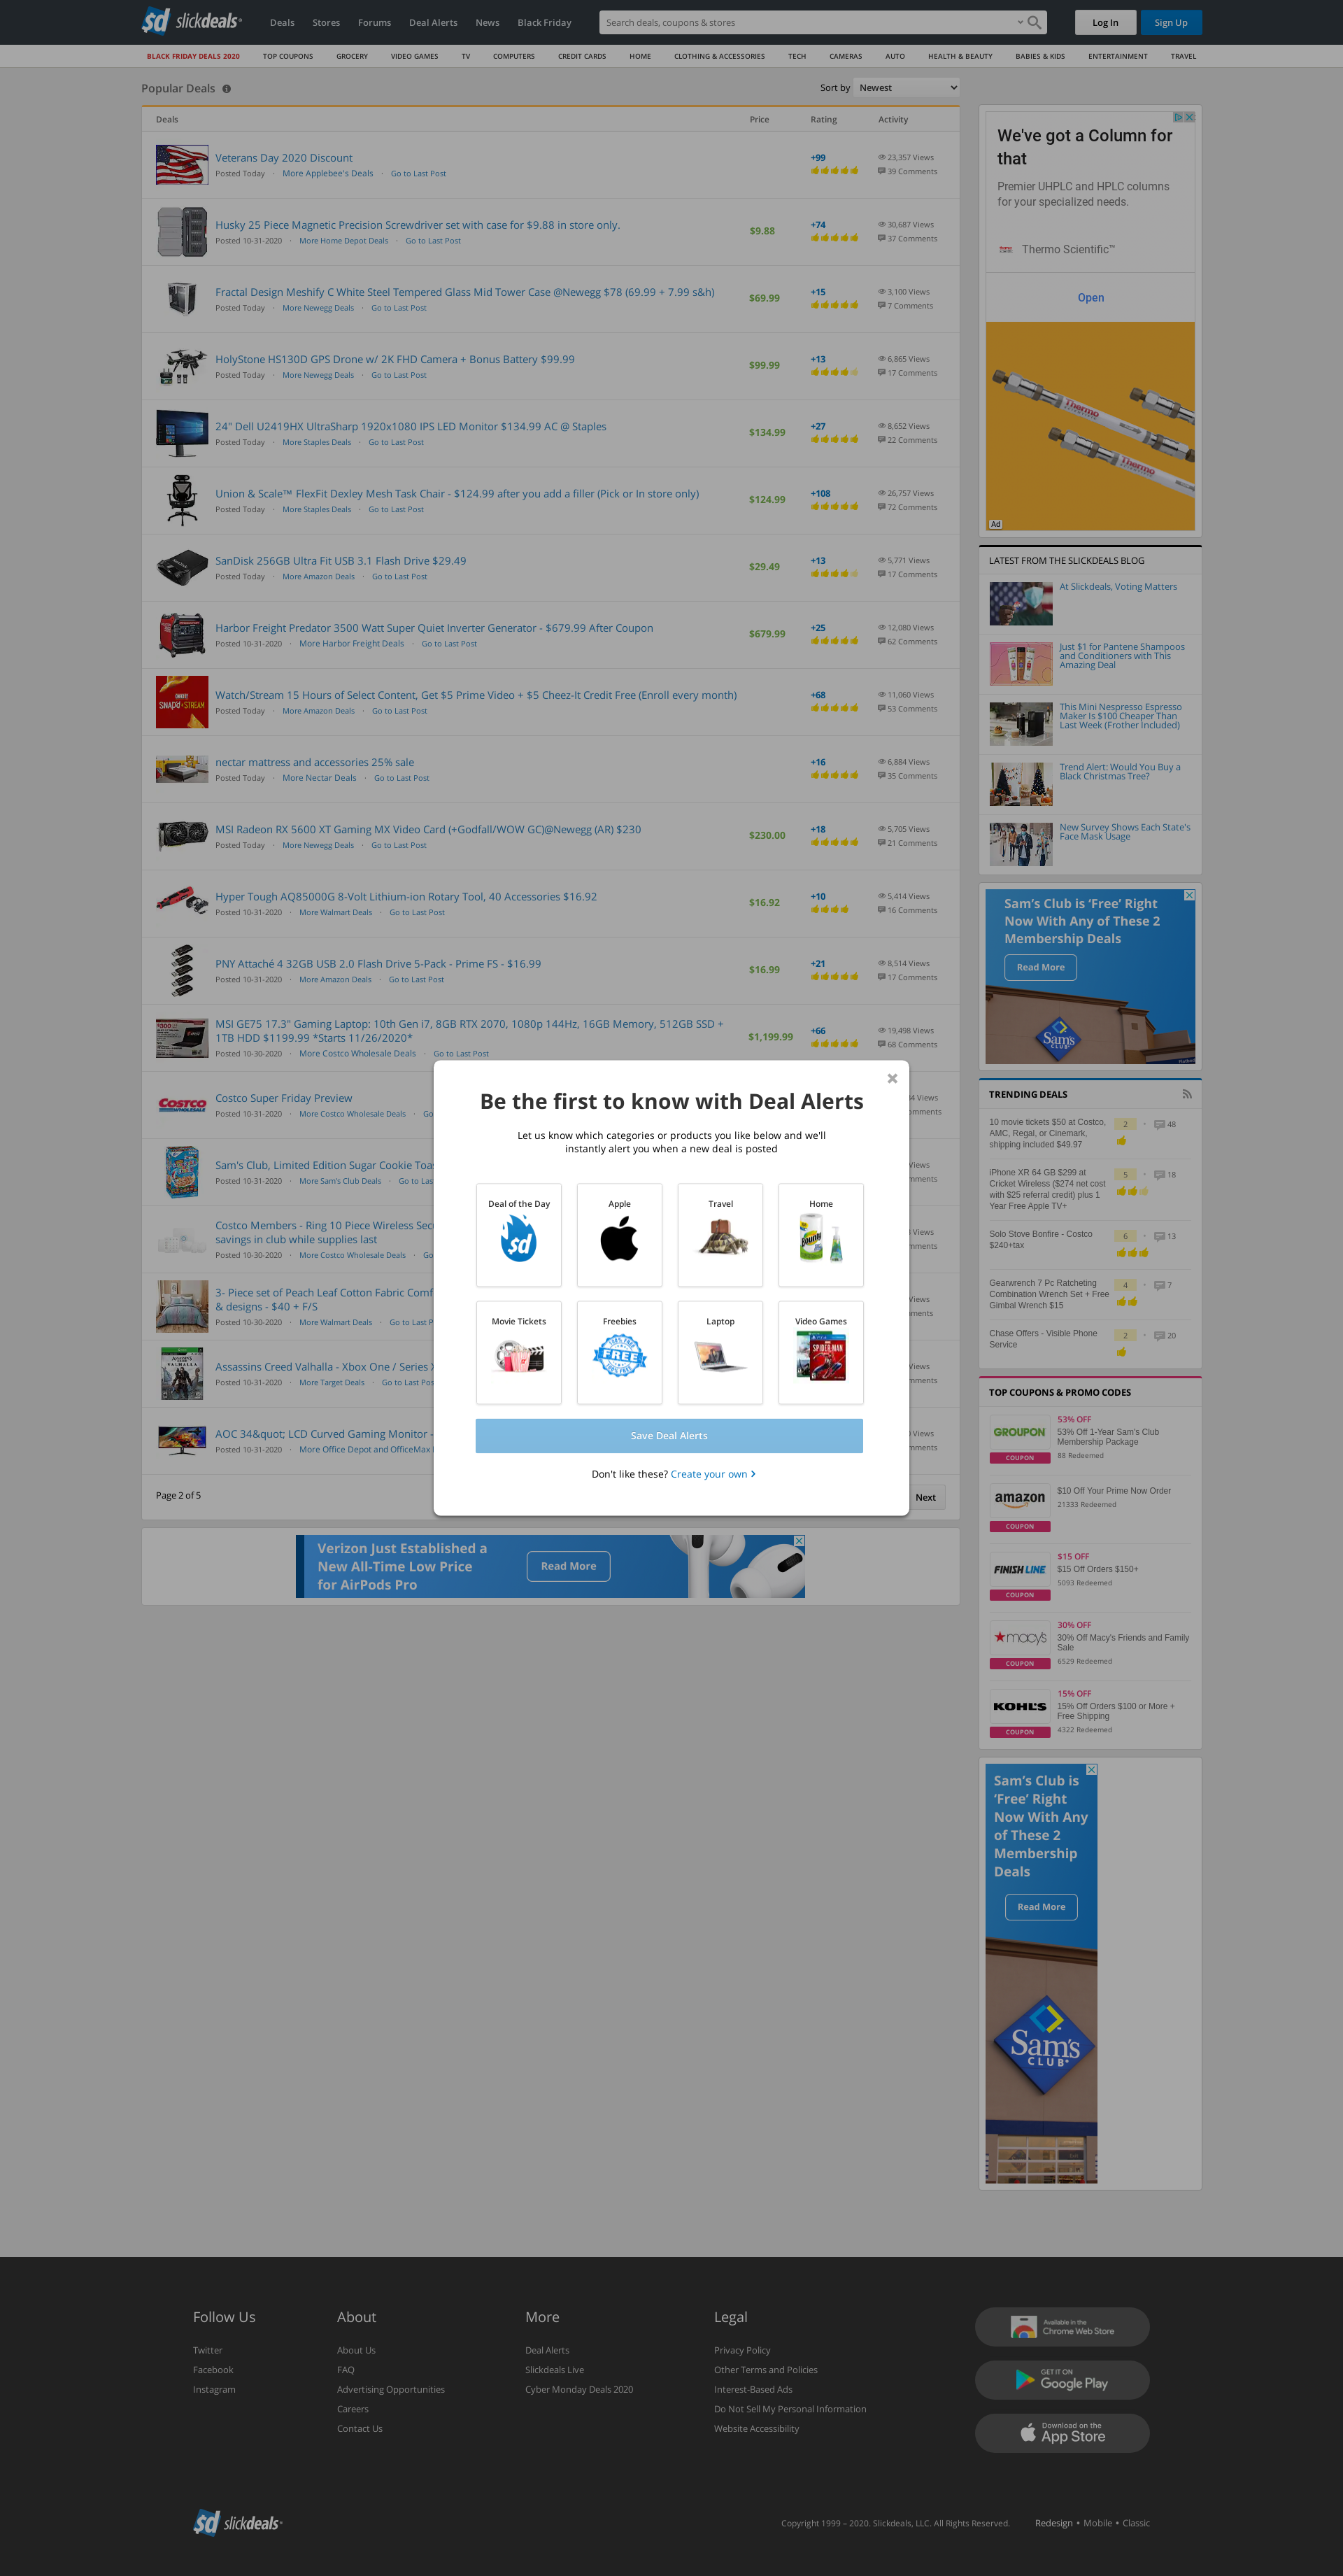 sd slickdeals
Deals Stores Forums Deal Alerts News Black Friday
Search deals, coupons & stores
Log In
Sign Up
BLACK FRIDAY DEALS 2020 TOP COUPONS GROCERY VIDEO GAMES TV COMPUTERS CREDIT CARDS HOME CLOTHING & ACCESSORIES TECH CAMERAS AUTO HEALTH & BEAUTY BABIES & KIDS ENTERTAINMENT TRAVEL
Popular Deals
Sort by Newest
Deals Price Rating Activity
Veterans Day 2020 Discount
Posted Today · More Applebee's Deals · Go to Last Post
+99
23,357 Views
39 Comments
Husky 25 Piece Magnetic Precision Screwdriver set with case for $9.88 in store only.
Posted 10-31-2020 · More Home Depot Deals · Go to Last Post
$9.88
+74
30,687 Views
37 Comments
Fractal Design Meshify C White Steel Tempered Glass Mid Tower Case @Newegg $78 (69.99 + 7.99 s&h)
Posted Today · More Newegg Deals · Go to Last Post
$69.99
+15
3,100 Views
7 Comments
HolyStone HS130D GPS Drone w/ 2K FHD Camera + Bonus Battery $99.99
Posted Today · More Newegg Deals · Go to Last Post
$99.99
+13
6,865 Views
17 Comments
24" Dell U2419HX UltraSharp 1920x1080 IPS LED Monitor $134.99 AC @ Staples
Posted Today · More Staples Deals · Go to Last Post
$134.99
+27
8,652 Views
22 Comments
Union & Scale™ FlexFit Dexley Mesh Task Chair - $124.99 after you add a filler (Pick or In store only)
Posted Today · More Staples Deals · Go to Last Post
$124.99
+108
26,757 Views
72 Comments
SanDisk 256GB Ultra Fit USB 3.1 Flash Drive $29.49
Posted Today · More Amazon Deals · Go to Last Post
$29.49
+13
5,771 Views
17 Comments
Harbor Freight Predator 3500 Watt Super Quiet Inverter Generator - $679.99 After Coupon
Posted 10-31-2020 · More Harbor Freight Deals · Go to Last Post
$679.99
+25
12,080 Views
62 Comments
Watch/Stream 15 Hours of Select Content, Get $5 Prime Video + $5 Cheez-It Credit Free (Enroll every month)
Posted Today · More Amazon Deals · Go to Last Post
+68
11,060 Views
53 Comments
nectar mattress and accessories 25% sale
Posted Today · More Nectar Deals · Go to Last Post
+16
6,884 Views
35 Comments
MSI Radeon RX 5600 XT Gaming MX Video Card (+Godfall/WOW GC)@Newegg (AR) $230
Posted Today · More Newegg Deals · Go to Last Post
$230.00
+18
5,705 Views
21 Comments
Hyper Tough AQ85000G 8-Volt Lithium-ion Rotary Tool, 40 Accessories $16.92
Posted 10-31-2020 · More Walmart Deals · Go to Last Post
$16.92
+10
5,414 Views
16 Comments
PNY Attaché 4 32GB USB 2.0 Flash Drive 5-Pack - Prime FS - $16.99
Posted 10-31-2020 · More Amazon Deals · Go to Last Post
$16.99
+21
8,514 Views
17 Comments
MSI GE75 17.3" Gaming Laptop: 10th Gen i7, 8GB RTX 2070, 1080p 144Hz, 16GB Memory, 512GB SSD +
1TB HDD $1199.99 *Starts 11/26/2020*
Posted 10-30-2020 · More Costco Wholesale Deals · Go to Last Post
$1,199.99
+66
19,498 Views
68 Comments
Costco Super Friday Preview
Posted 10-31-2020 · More Costco Wholesale Deals · Go
Sam's Club, Limited Edition Sugar Cookie Toas
Posted 10-31-2020 · More Sam's Club Deals · Go to Las
Costco Members - Ring 10 Piece Wireless Secu
savings in club while supplies last
Posted 10-30-2020 · More Costco Wholesale Deals · Go
3- Piece set of Peach Leaf Cotton Fabric Comf
& designs - $40 + F/S
Posted 10-30-2020 · More Walmart Deals · Go to Last P
Assassins Creed Valhalla - Xbox One / Series
Posted 10-31-2020 · More Target Deals · Go to Last Pos
AOC 34&quot; LCD Curved Gaming Monitor -
Posted 10-31-2020 · More Office Depot and OfficeMax
Page 2 of 5
Next
Be the first to know with Deal Alerts
Let us know which categories or products you like below and we'll
instantly alert you when a new deal is posted
Deal of the Day Apple Travel Home
Movie Tickets Freebies Laptop Video Games
Save Deal Alerts
Don't like these? Create your own
Verizon Just Established a
New All-Time Low Price
for AirPods Pro
Read More
We've got a Column for
that
Premier UHPLC and HPLC columns
for your specialized needs.
Thermo Scientific™
Open
Ad
LATEST FROM THE SLICKDEALS BLOG
At Slickdeals, Voting Matters
Just $1 for Pantene Shampoos
and Conditioners with This
Amazing Deal
This Mini Nespresso Espresso
Maker Is $100 Cheaper Than
Last Week (Frother Included)
Trend Alert: Would You Buy a
Black Christmas Tree?
New Survey Shows Each State's
Face Mask Usage
Sam's Club is 'Free' Right
Now With Any of These 2
Membership Deals
Read More
Sam's CLUB
TRENDING DEALS
10 movie tickets $50 at Costco,
AMC, Regal, or Cinemark,
shipping included $49.97
2 · 48
iPhone XR 64 GB $299 at
Cricket Wireless ($274 net cost
with $25 referral credit) plus 1
Year Free Apple TV+
5 · 18
Solo Stove Bonfire - Costco
$240+tax
6 · 13
Gearwrench 7 Pc Ratcheting
Combination Wrench Set + Free
Gimbal Wrench $15
4 · 7
Chase Offers - Visible Phone
Service
2 · 20
TOP COUPONS & PROMO CODES
GROUPON
COUPON
53% OFF
53% Off 1-Year Sam's Club
Membership Package
88 Redeemed
amazon
COUPON
$10 Off Your Prime Now Order
21333 Redeemed
FINISH LINE
COUPON
$15 OFF
$15 Off Orders $150+
5093 Redeemed
macy's
COUPON
30% OFF
30% Off Macy's Friends and Family
Sale
6529 Redeemed
KOHL'S
COUPON
15% OFF
15% Off Orders $100 or More +
Free Shipping
4322 Redeemed
Sam's Club is
'Free' Right
Now With Any
of These 2
Membership
Deals
Read More
Sam's CLUB
Follow Us
Twitter
Facebook
Instagram
About
About Us
FAQ
Advertising Opportunities
Careers
Contact Us
More
Deal Alerts
Slickdeals Live
Cyber Monday Deals 2020
Legal
Privacy Policy
Other Terms and Policies
Interest-Based Ads
Do Not Sell My Personal Information
Website Accessibility
Available in the
Chrome Web Store
GET IT ON
Google Play
Download on the
App Store
sd slickdeals
Copyright 1999 – 2020. Slickdeals, LLC. All Rights Reserved.
Redesign • Mobile • Classic